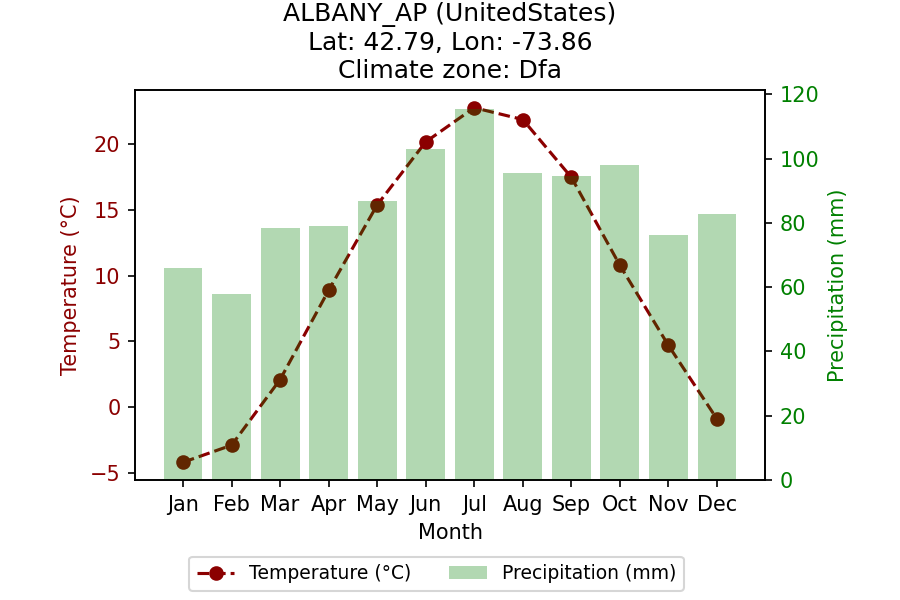 ALBANY_AP (UnitedStates)
Lat: 42.79, Lon: -73.86
Climate zone: Dfa
Temperature (°C)
20
15
10
5
0
−5
120
100
80
60
40
20
0
Precipitation (mm)
Jan Feb Mar Apr May Jun Jul Aug Sep Oct Nov Dec
Month
Temperature (°C) Precipitation (mm)